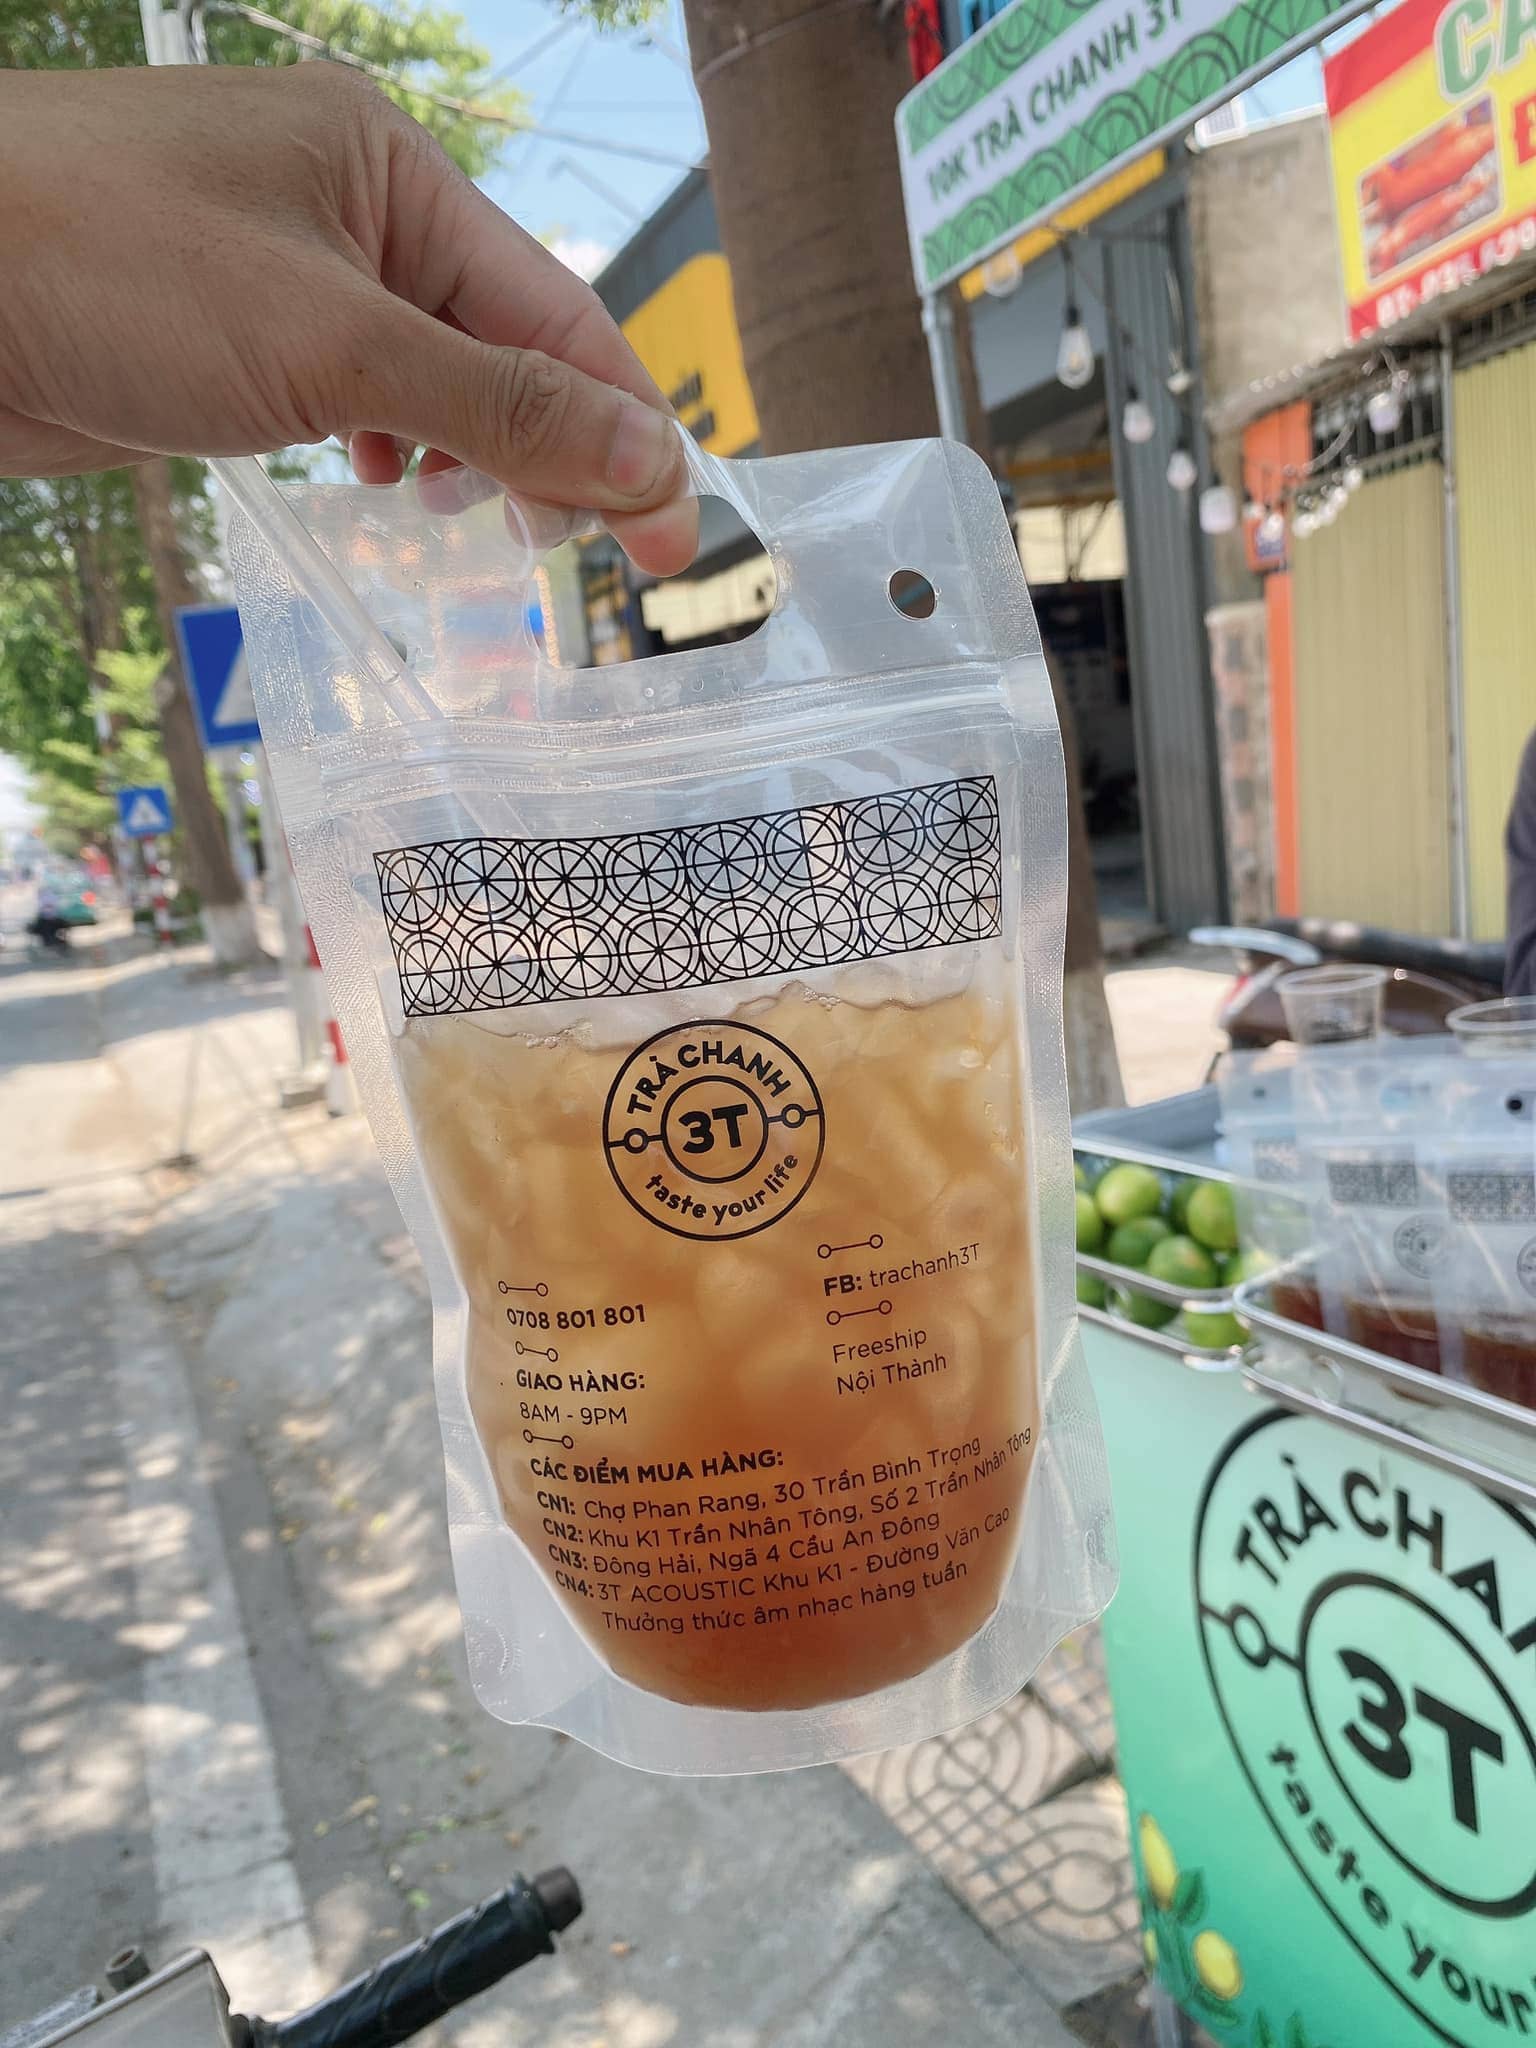 10K TRÀ CHANH 3T
TRÀ CHANH
3T
taste your life
0708 801 801
GIAO HÀNG:
8AM - 9PM
FB: trachanh3T
Freeship
Nội Thành
CÁC ĐIỂM MUA HÀNG:
CN1: Chợ Phan Rang, 30 Trần Bình Trọng
CN2: Khu K1 Trần Nhân Tông, Số 2 Trần Nhân Tông
CN3: Đông Hải, Ngã 4 Cầu An Đông
CN4: 3T ACOUSTIC Khu K1 - Đường Văn Cao
Thưởng thức âm nhạc hàng tuần
TRÀ CHA
3T
taste your